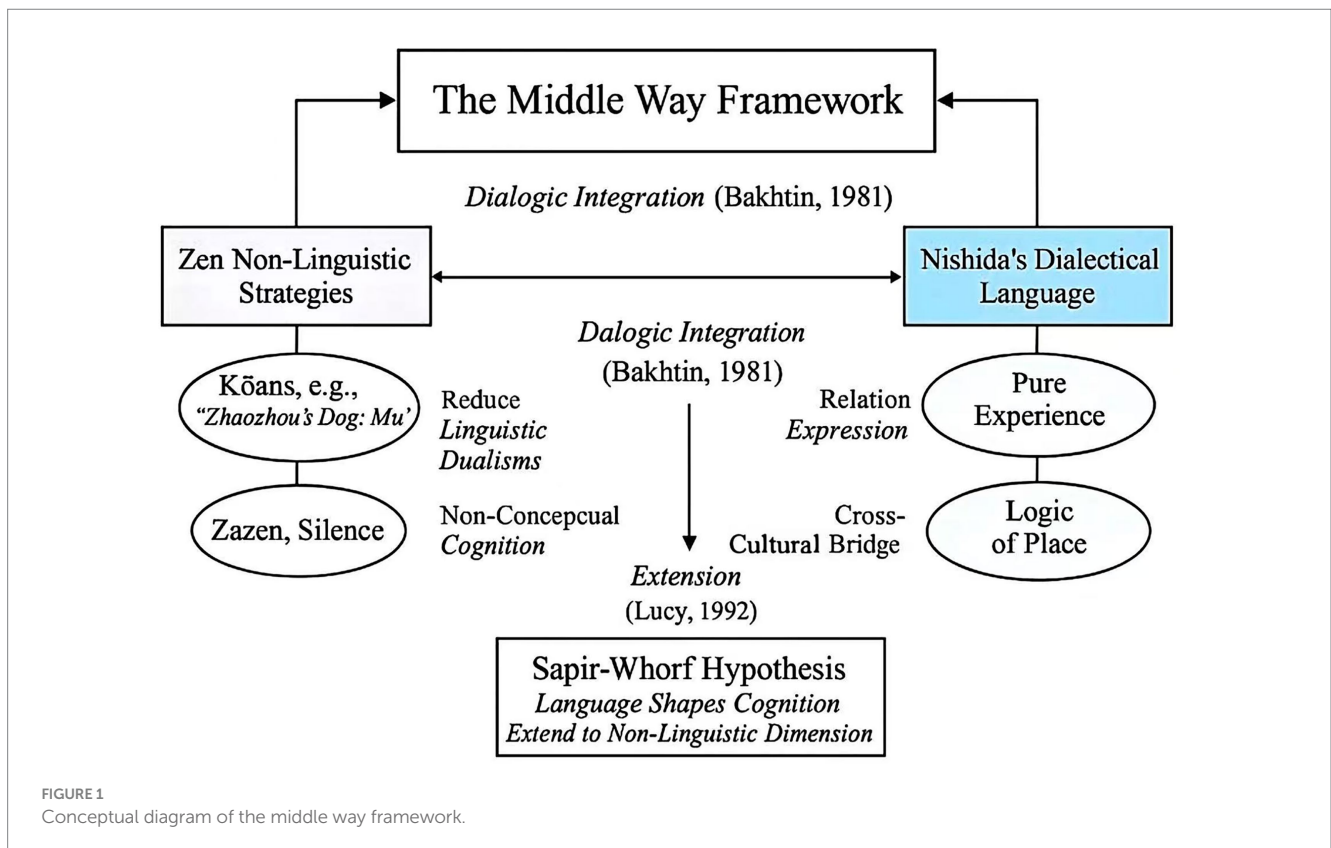 The Middle Way Framework
Dialogic Integration (Bakhtin, 1981)
Zen Non-Linguistic
Strategies
Nishida's Dialectical
Language
Dalogic Integration
(Bakhtin, 1981)
Kōans, e.g.,
“Zhaozhou’s Dog: Mu’
Reduce
Linguistic
Dualisms
Relation
Expression
Pure
Experience
Zazen, Silence
Non-Concepcual
Cognition
Cross-
Cultural Bridge
Logic
of Place
Extension
(Lucy, 1992)
Sapir-Whorf Hypothesis
Language Shapes Cognition
Extend to Non-Linguistic Dimension
FIGURE 1
Conceptual diagram of the middle way framework.